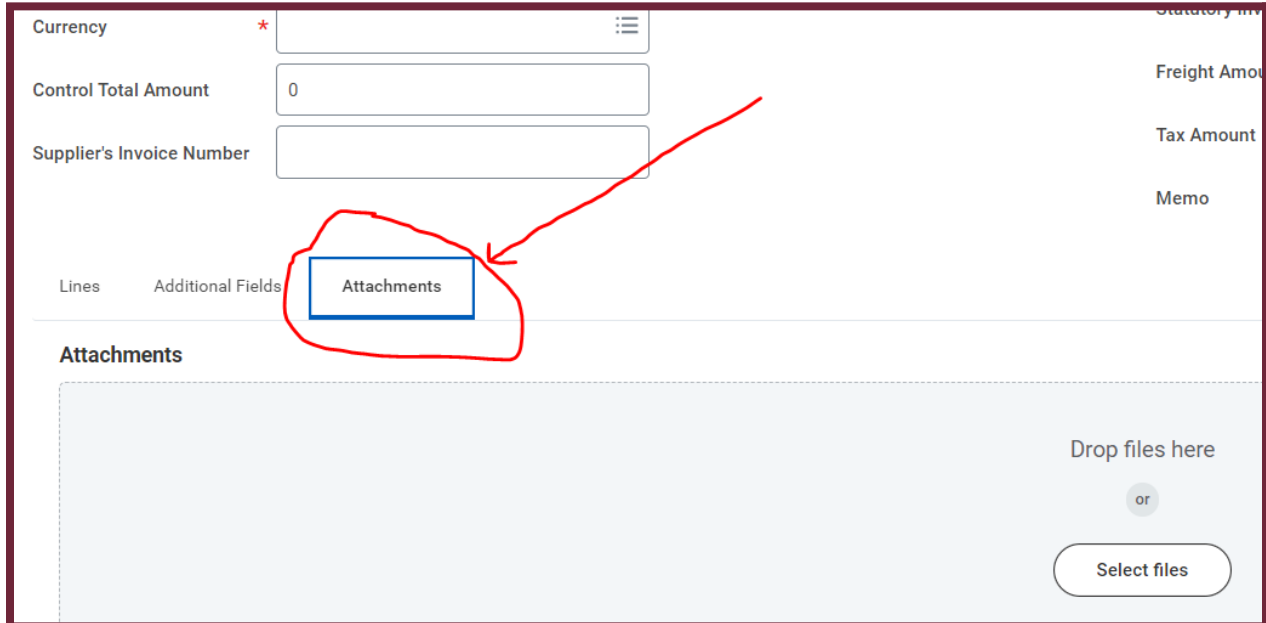 Currency *
Control Total Amount 0
Supplier's Invoice Number
Freight
Tax Amount
Memo
Lines Additional Fields Attachments
Attachments
Drop files here
or
Select files